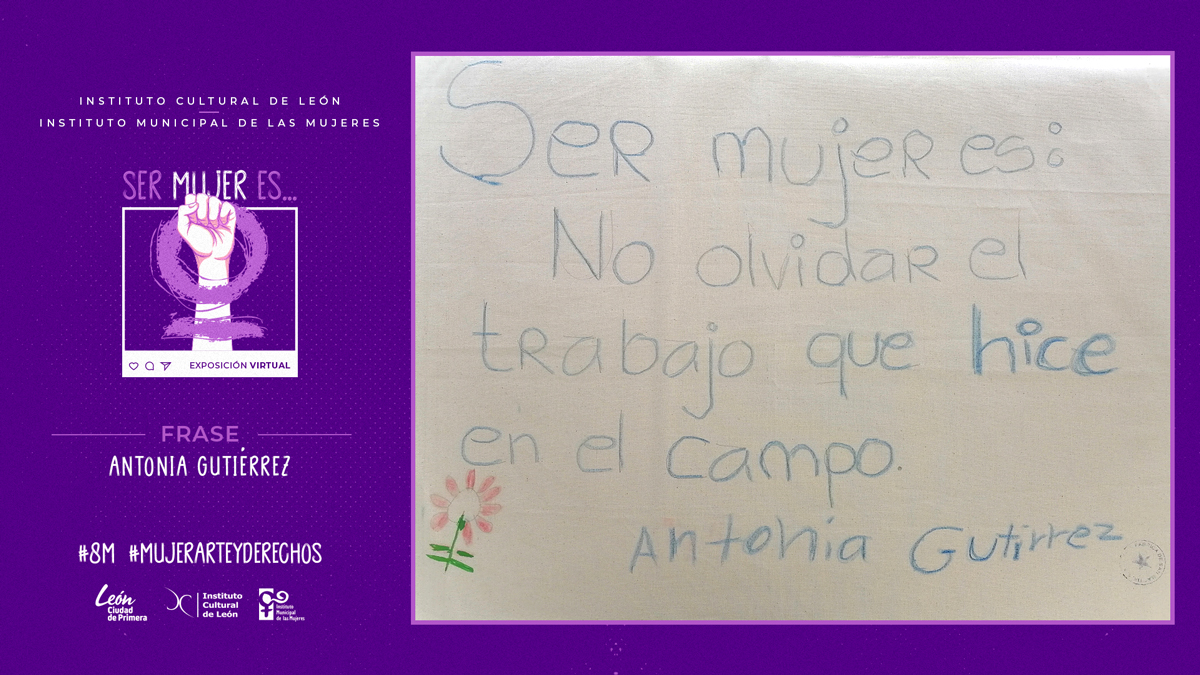 INSTITUTO CULTURAL DE LEÓN
INSTITUTO MUNICIPAL DE LAS MUJERES
SER MUJER ES...
EXPOSICIÓN VIRTUAL
FRASE
ANTONIA GUTIÉRREZ
#8M #MUJERARTEYDERECHOS
León
Ciudad
de Primera
Instituto
Cultural
de León
Instituto
Municipal
de las Mujeres
SER mujeR es:
No olvidaR el
tRabajo que hice
en el campo.
Antonia Gutirrez